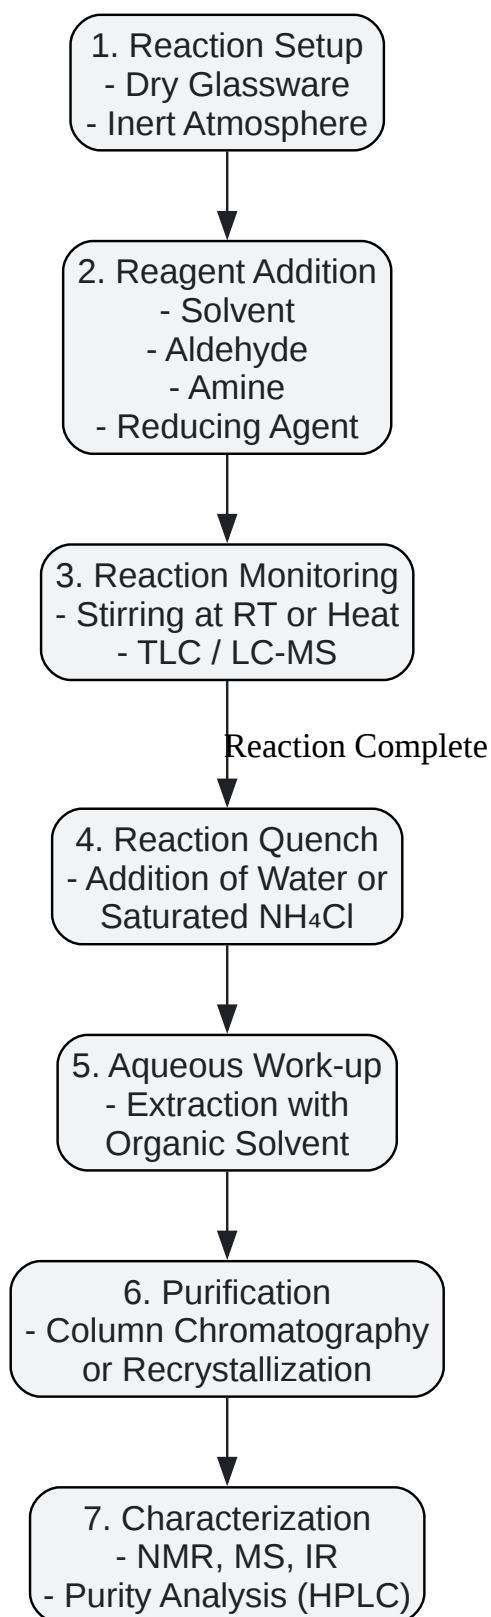 1. Reaction Setup
- Dry Glassware
- Inert Atmosphere
2. Reagent Addition
- Solvent
- Aldehyde
- Amine
- Reducing Agent
3. Reaction Monitoring
- Stirring at RT or Heat
- TLC / LC-MS
Reaction Complete
4. Reaction Quench
- Addition of Water or
Saturated NH₄Cl
5. Aqueous Work-up
- Extraction with
Organic Solvent
6. Purification
- Column Chromatography
or Recrystallization
7. Characterization
- NMR, MS, IR
- Purity Analysis (HPLC)